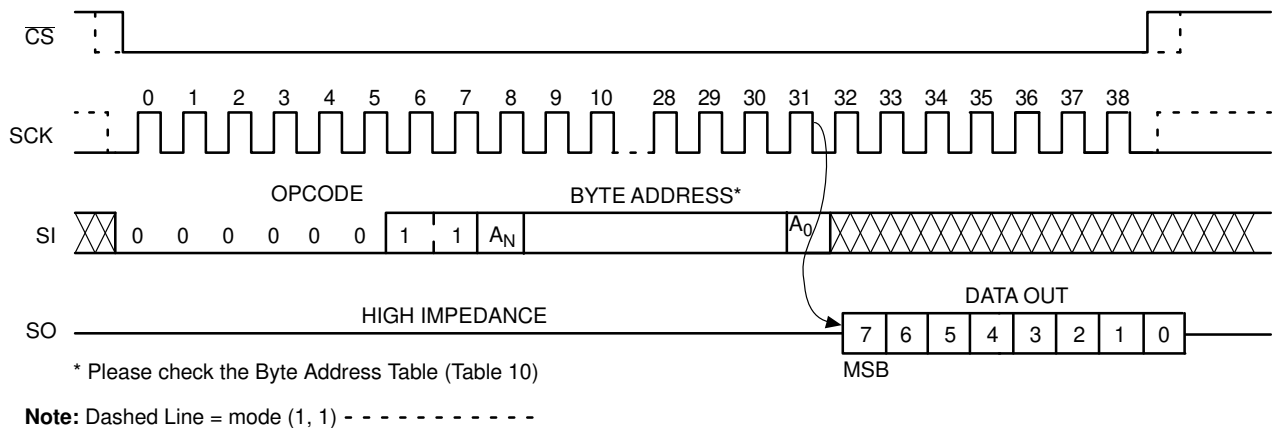 CS
0 1 2 3 4 5 6 7 8 9 10 28 29 30 31 32 33 34 35 36 37 38
SCK
OPCODE BYTE ADDRESS*
SI 0 0 0 0 0 0 1 1 AN A0
DATA OUT
HIGH IMPEDANCE
SO 7 6 5 4 3 2 1 0
MSB
* Please check the Byte Address Table (Table 10)
Note: Dashed Line = mode (1, 1) - - - - - - - - - - -